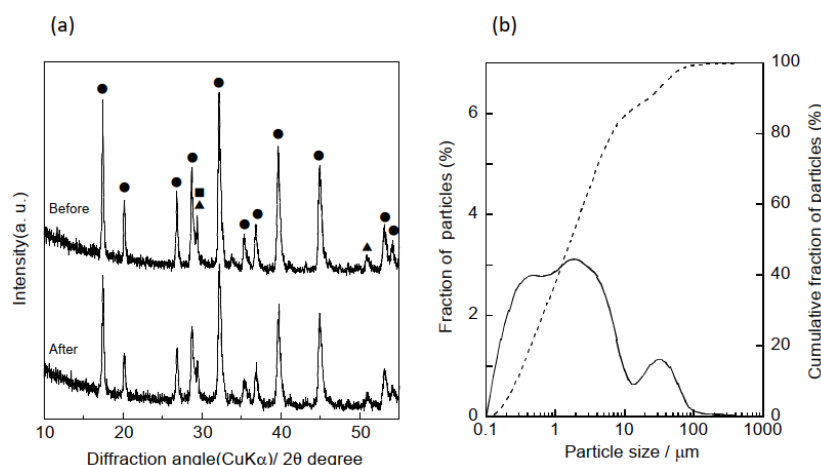 (a)
(b)
Before
After
Intensity(a. u.)
10 20 30 40 50
Diffraction angle(CuKα)/ 2θ degree
Fraction of particles (%)
6
4
2
0
100
80
60
40
20
0
Cumulative fraction of particles (%)
0.1 1 10 100 1000
Particle size / μm